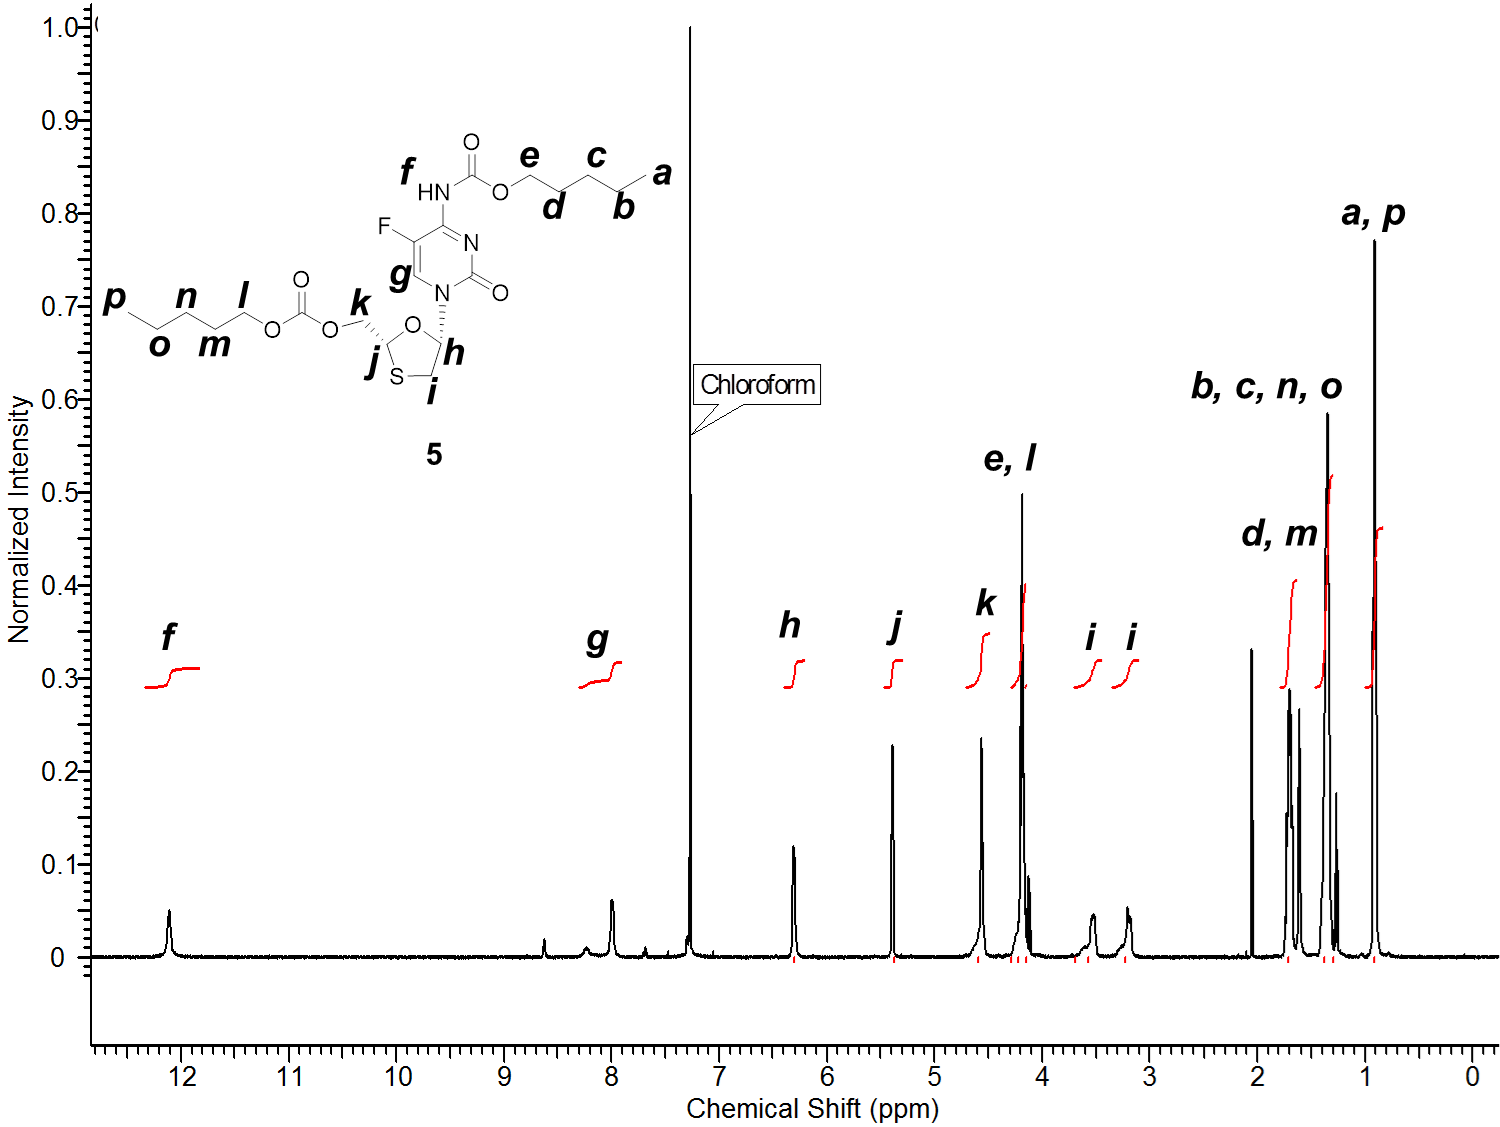 1.0
0.9
0.8
0.7
0.6
0.5
0.4
0.3
0.2
0.1
0
Normalized Intensity
O
f
HN
O
e
d
c
b
a
F
N
g
N
O
p
o
n
m
l
O
O
O
k
O
j
S
i
h
5
Chloroform
f
g
h
j
k
e, l
i
i
d, m
b, c, n, o
a, p
12 11 10 9 8 7 6 5 4 3 2 1 0
Chemical Shift (ppm)